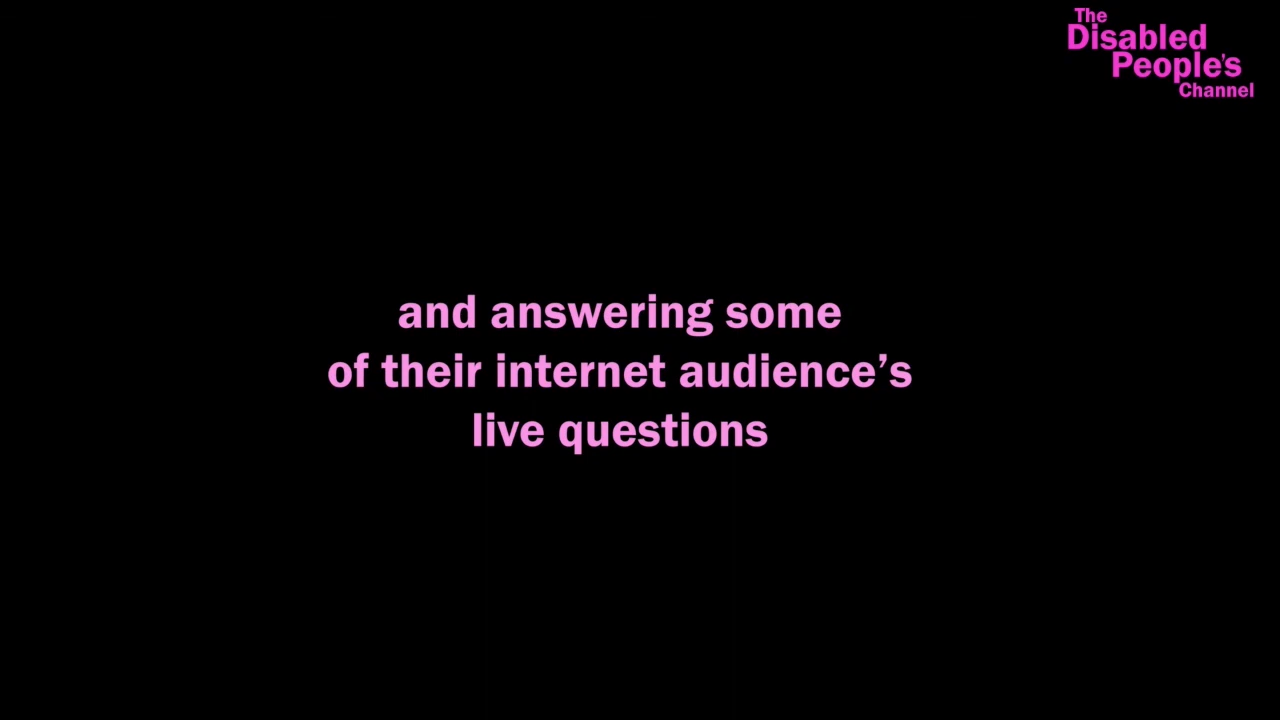 The
Disabled
People's
Channel
and answering some
of their internet audience’s
live questions